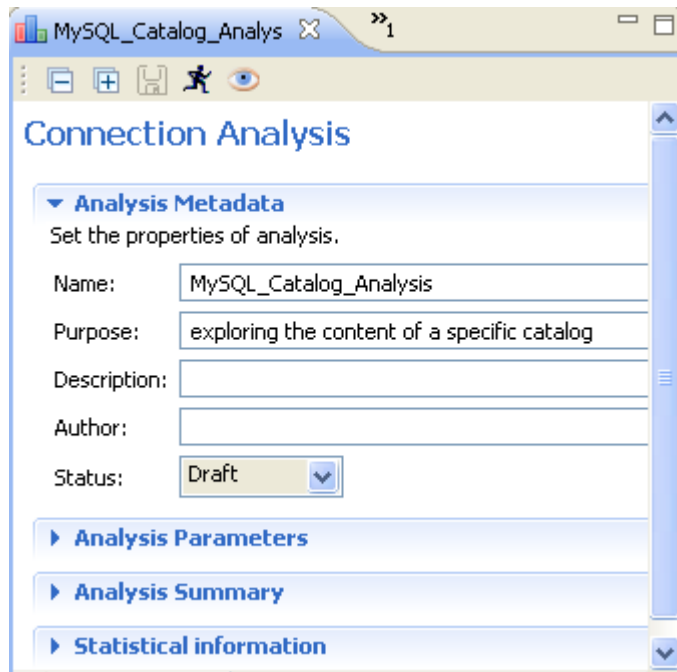 MySQL_Catalog_Analys
»1
Connection Analysis
Analysis Metadata
Set the properties of analysis.
Name: MySQL_Catalog_Analysis
Purpose: exploring the content of a specific catalog
Description:
Author:
Status: Draft
Analysis Parameters
Analysis Summary
Statistical information